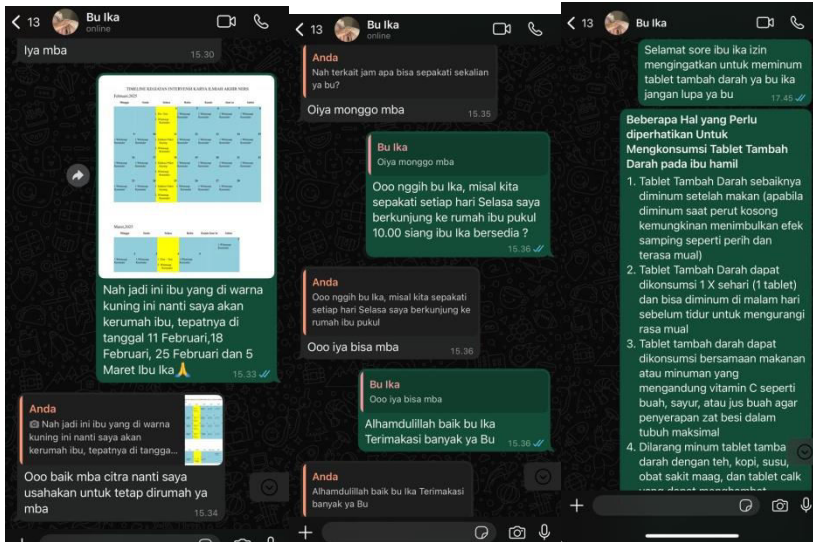 13
Bu Ika
online
Iya mba
15.30
TIMELINE KEGIATAN INTERVENSI KARYA ILMIAH AKHIR NERS
Februari 2025
Maret 2025
Nah jadi ini ibu yang di warna
kuning ini nanti saya akan
kerumah ibu, tepatnya di
tanggal 11 Februari,18
Februari, 25 Februari dan 5
Maret Ibu Ika🙏
15.33
Anda
Nah jadi ini ibu yang di warna
kuning ini nanti saya akan
kerumah ibu, tepatnya di tangga...
Ooo baik mba citra nanti saya
usahakan untuk tetap dirumah ya
mba
15.34
13
Bu Ika
online
Anda
Nah terkait jam apa bisa sepakati sekalian
ya bu?
Oiya monggo mba
15.35
Bu Ika
Oiya monggo mba
Ooo nggih bu Ika, misal kita
sepakati setiap hari Selasa saya
berkunjung ke rumah ibu pukul
10.00 siang ibu Ika bersedia ?
15.36
Anda
Ooo nggih bu Ika, misal kita sepakati
setiap hari Selasa saya berkunjung ke
rumah ibu pukul
Ooo iya bisa mba
15.36
Bu Ika
Ooo iya bisa mba
Alhamdulillah baik bu Ika
Terimakasi banyak ya Bu
15.36
Anda
Alhamdulillah baik bu Ika Terimakasi
banyak ya Bu
13
Bu Ika
Selamat sore ibu ika izin
mengingatkan untuk meminum
tablet tambah darah ya bu ika
jangan lupa ya bu
17.45
Beberapa Hal yang Perlu
diperhatikan Untuk
Mengkonsumsi Tablet Tambah
Darah pada ibu hamil
1. Tablet Tambah Darah sebaiknya
diminum setelah makan (apabila
diminum saat perut kosong
kemungkinan menimbulkan efek
samping seperti perih dan
terasa mual)
2. Tablet Tambah Darah dapat
dikonsumsi 1 X sehari (1 tablet)
dan bisa diminum di malam hari
sebelum tidur untuk mengurangi
rasa mual
3. Tablet tambah darah dapat
dikonsumsi bersamaan makanan
atau minuman yang
mengandung vitamin C seperti
buah, sayur, atau jus buah agar
penyerapan zat besi dalam
tubuh maksimal
4. Dilarang minum tablet tamba
darah dengan teh, kopi, susu,
obat sakit maag, dan tablet calk